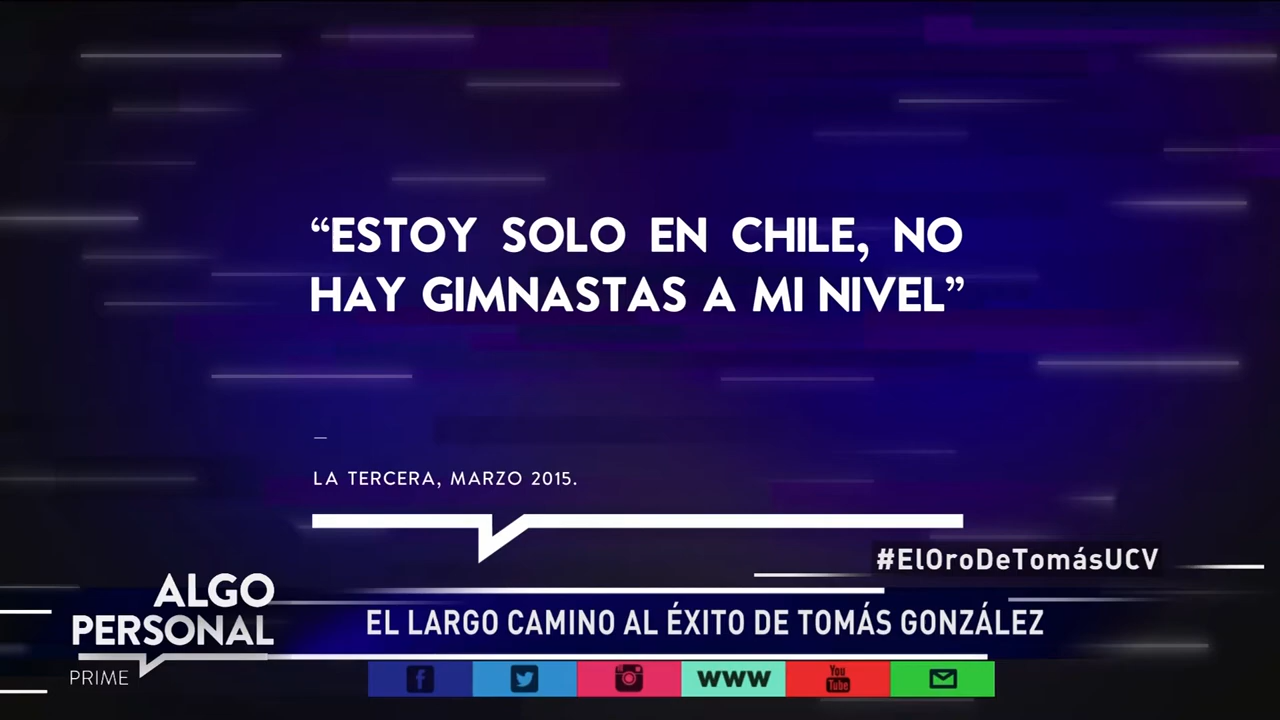 “ESTOY SOLO EN CHILE, NO
HAY GIMNASTAS A MI NIVEL”
—
LA TERCERA, MARZO 2015.
#ElOroDeTomásUCV
ALGO
PERSONAL
PRIME
EL LARGO CAMINO AL ÉXITO DE TOMÁS GONZÁLEZ
f
WWW
You
Tube